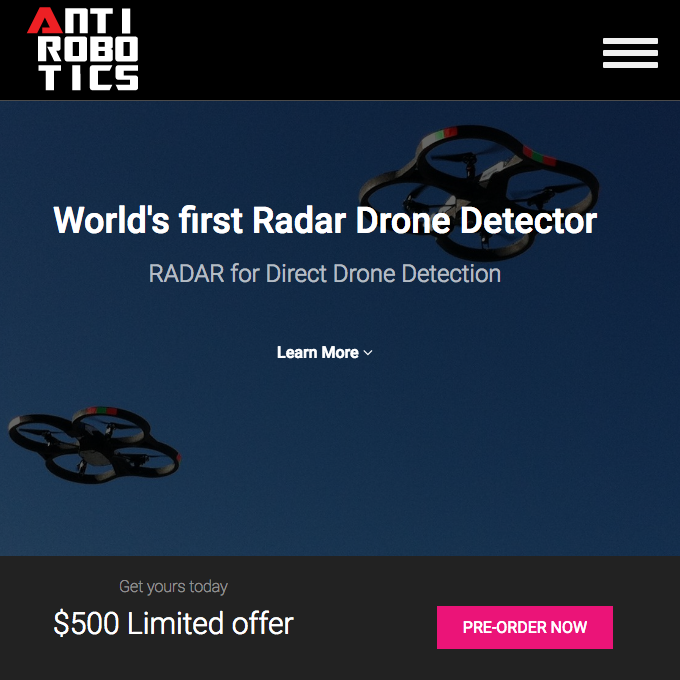 ANTI
ROBO
TICS
World's first Radar Drone Detector
RADAR for Direct Drone Detection
Learn More
Get yours today
$500 Limited offer
PRE-ORDER NOW